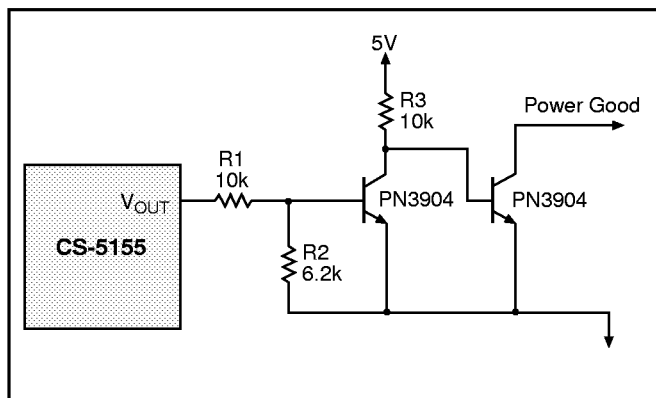 5V
R3
10k
Power Good
R1
10k
V_OUT
PN3904
PN3904
CS-5155
R2
6.2k